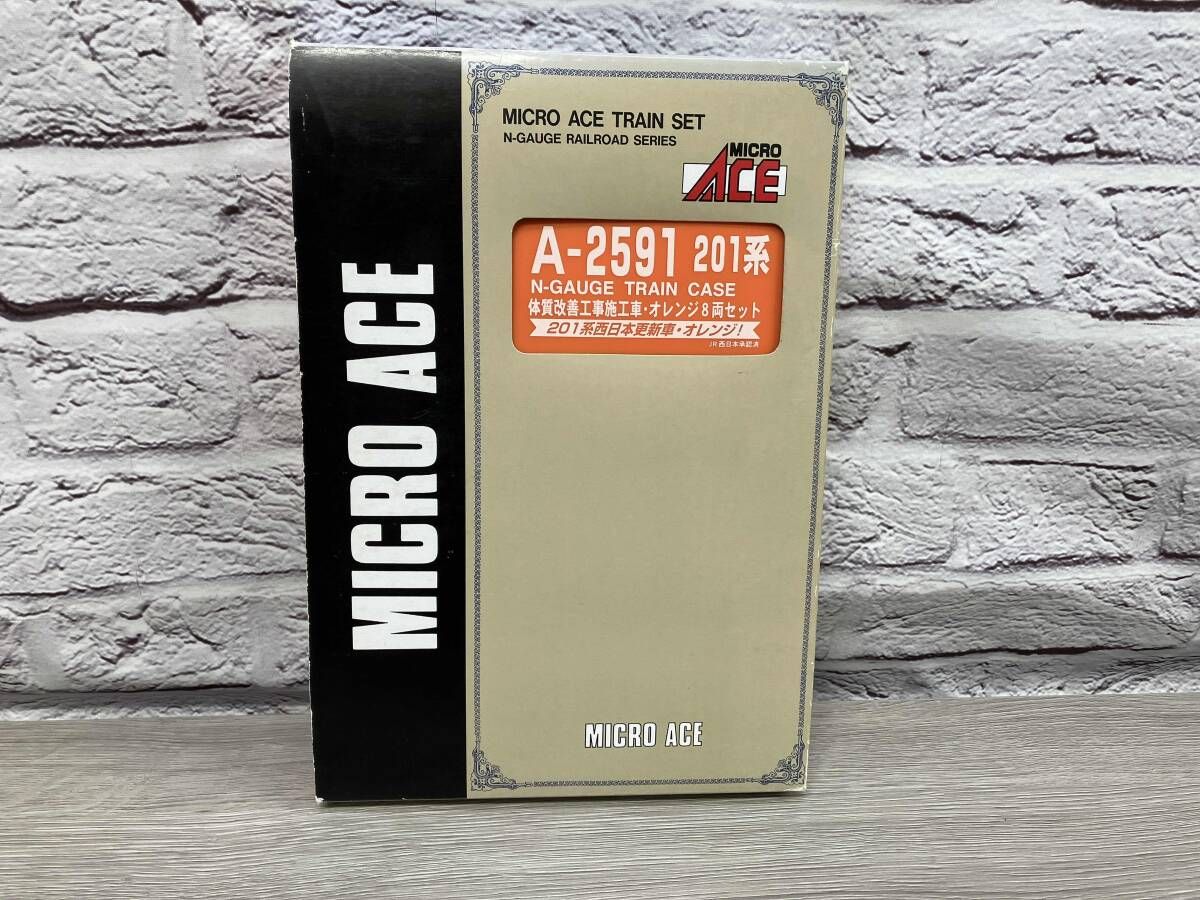 MICRO ACE
MICRO ACE TRAIN SET
N-GAUGE RAILROAD SERIES
MICRO
ACE
A-2591 201系
N-GAUGE TRAIN CASE
体質改善工事施工車・オレンジ8両セット
201系西日本更新車・オレンジ!
JR西日本承認済
MICRO ACE